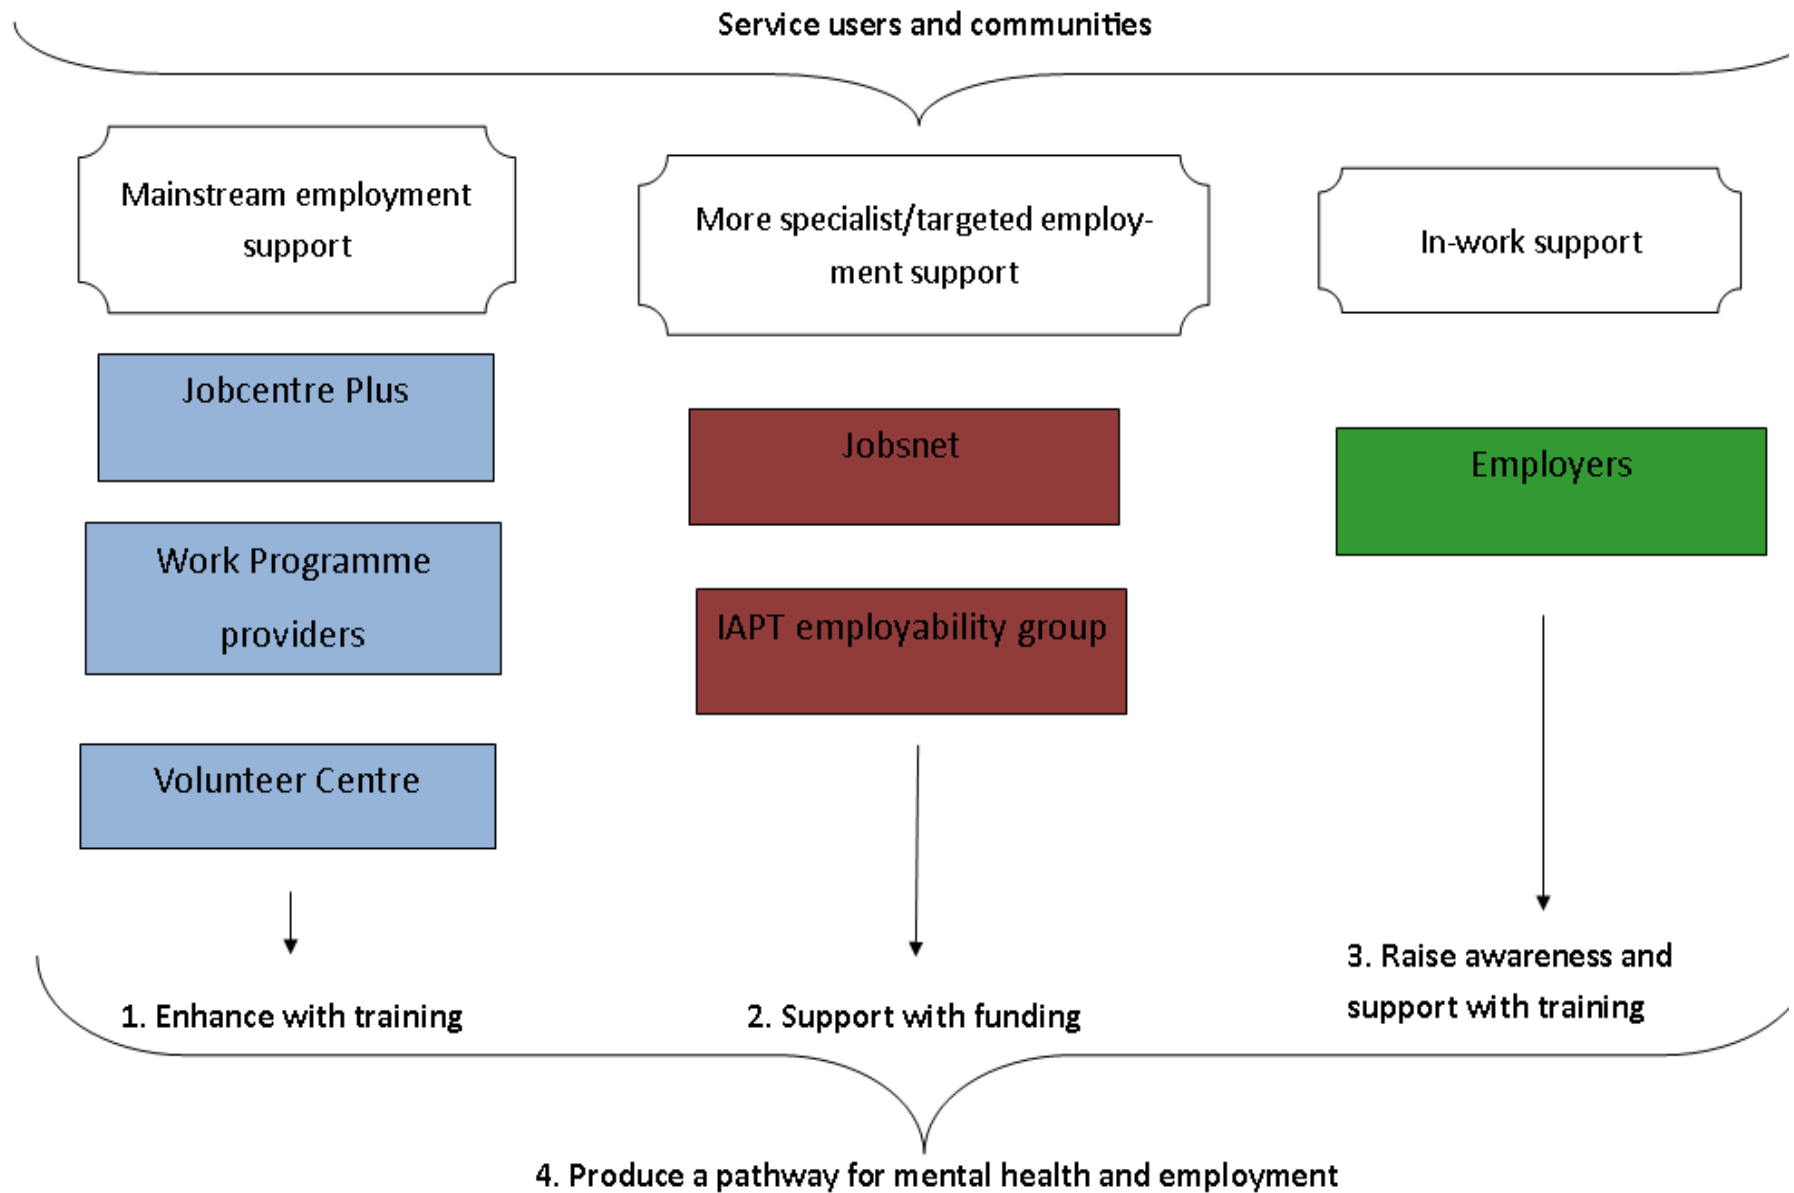 Service users and communities
Mainstream employment
support
More specialist/targeted employ-
ment support
In-work support
Jobcentre Plus
Work Programme
providers
Volunteer Centre
Jobsnet
IAPT employability group
Employers
1. Enhance with training
2. Support with funding
3. Raise awareness and
support with training
4. Produce a pathway for mental health and employment